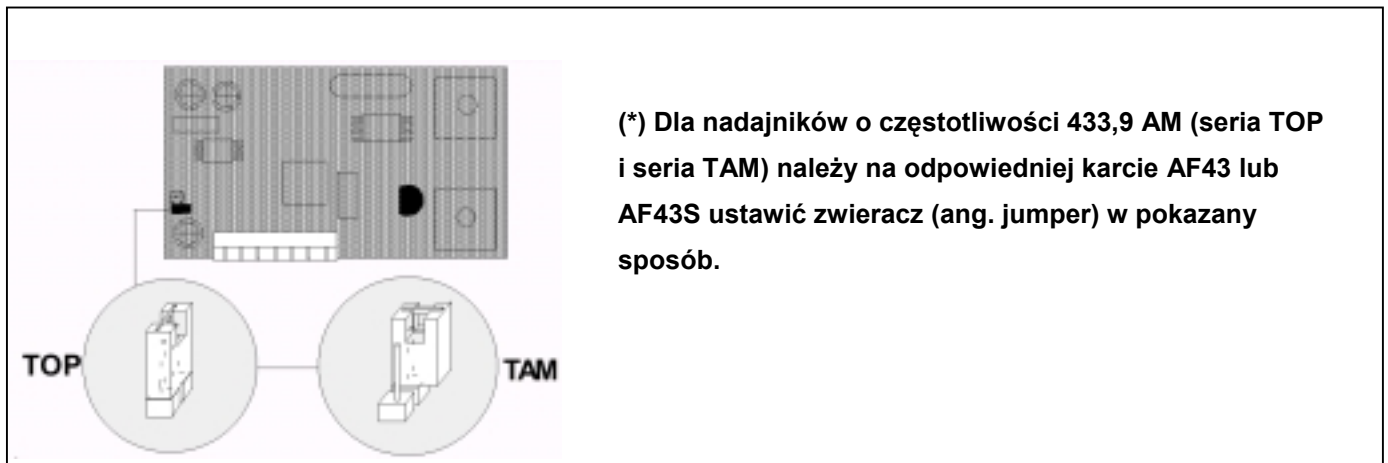 (*) Dla nadajników o częstotliwości 433,9 AM (seria TOP
i seria TAM) należy na odpowiedniej karcie AF43 lub
AF43S ustawić zwieracz (ang. jumper) w pokazany
sposób.
TOP
TAM